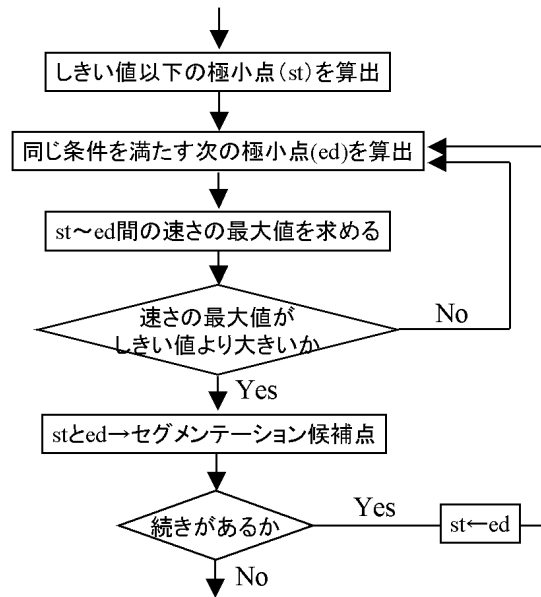 しきい値以下の極小点(st)を算出
同じ条件を満たす次の極小点(ed)を算出
st～ed間の速さの最大値を求める
速さの最大値が
しきい値より大きいか
No
Yes
stとed→セグメンテーション候補点
続きがあるか
Yes
st←ed
No